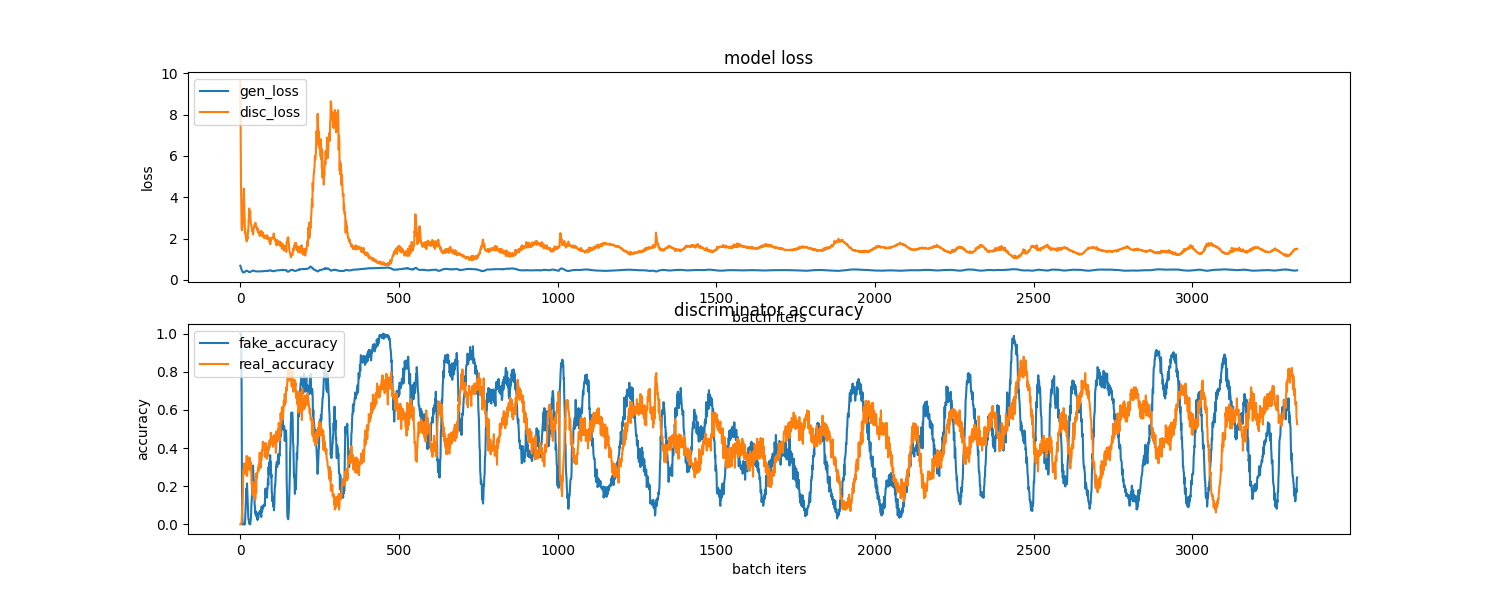 model loss
10
8
6
4
2
0
loss
gen_loss
disc_loss
0 500 1000 1500 2000 2500 3000
batch iters
discriminator accuracy
1.0
0.8
0.6
0.4
0.2
0.0
accuracy
fake_accuracy
real_accuracy
0 500 1000 1500 2000 2500 3000
batch iters